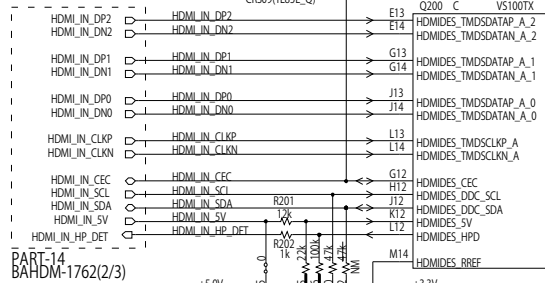 CR309(1L03E_Q)
Q200 C VS100TX
HDMI_IN_DP2 HDMI_IN_DP2 E13 HDMIDES_TMDSDATAP_A_2
HDMI_IN_DN2 HDMI_IN_DN2 E14 HDMIDES_TMDSDATAN_A_2
HDMI_IN_DP1 HDMI_IN_DP1 G13 HDMIDES_TMDSDATAP_A_1
HDMI_IN_DN1 HDMI_IN_DN1 G14 HDMIDES_TMDSDATAN_A_1
HDMI_IN_DP0 HDMI_IN_DP0 J13 HDMIDES_TMDSDATAP_A_0
HDMI_IN_DN0 HDMI_IN_DN0 J14 HDMIDES_TMDSDATAN_A_0
HDMI_IN_CLKP HDMI_IN_CLKP L13 HDMIDES_TMDSCLKP_A
HDMI_IN_CLKN HDMI_IN_CLKN L14 HDMIDES_TMDSCLKN_A
HDMI_IN_CEC HDMI_IN_CEC G12 HDMIDES_CEC
HDMI_IN_SCL HDMI_IN_SCL H12 HDMIDES_DDC_SCL
HDMI_IN_SDA HDMI_IN_SDA R201 J12 HDMIDES_DDC_SDA
HDMI_IN_5V HDMI_IN_5V 12k K12 HDMIDES_5V
HDMI_IN_HP_DET HDMI_IN_HP_DET L12 HDMIDES_HPD
R202
1k 22k 100k 47k 47k
0 NM
M14 HDMIDES_RREF
PART-14
BAHDM-1762(2/3)